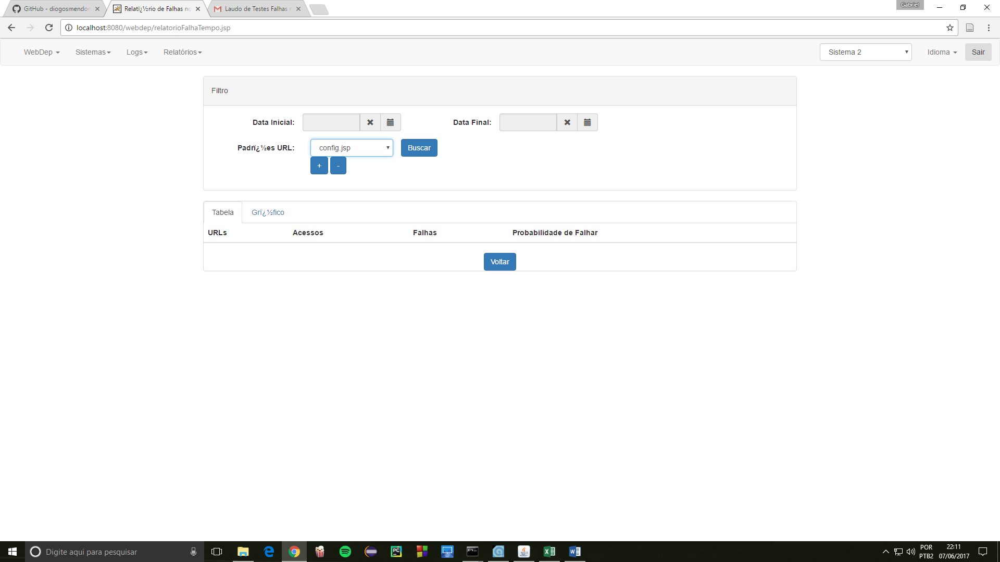 Gabriel
GitHub - diogosmendon
Relatï¿½rio de Falhas no
Laudo de Testes Falhas n
localhost:8080/webdep/relatorioFalhaTempo.jsp
WebDep Sistemas Logs Relatórios Sistema 2 Idioma Sair
Filtro
Data Inicial: Data Final:
Padrï¿½es URL: config.jsp Buscar
+ -
Tabela Grï¿½fico
URLs Acessos Falhas Probabilidade de Falhar
Voltar
Digite aqui para pesquisar
POR
PTB2
22:11
07/06/2017